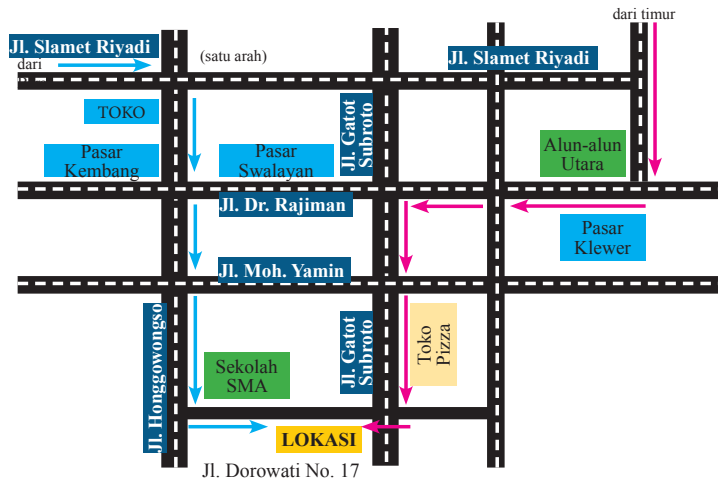 dari timur
Jl. Slamet Riyadi
(satu arah)
Jl. Slamet Riyadi
dari
TOKO
Jl. Gatot
Subroto
Alun-alun
Utara
Pasar
Kembang
Pasar
Swalayan
Jl. Dr. Rajiman
Pasar
Klewer
Jl. Moh. Yamin
Jl. Honggowongso
Sekolah
SMA
Jl. Gatot
Subroto
Toko
Pizza
LOKASI
Jl. Dorowati No. 17